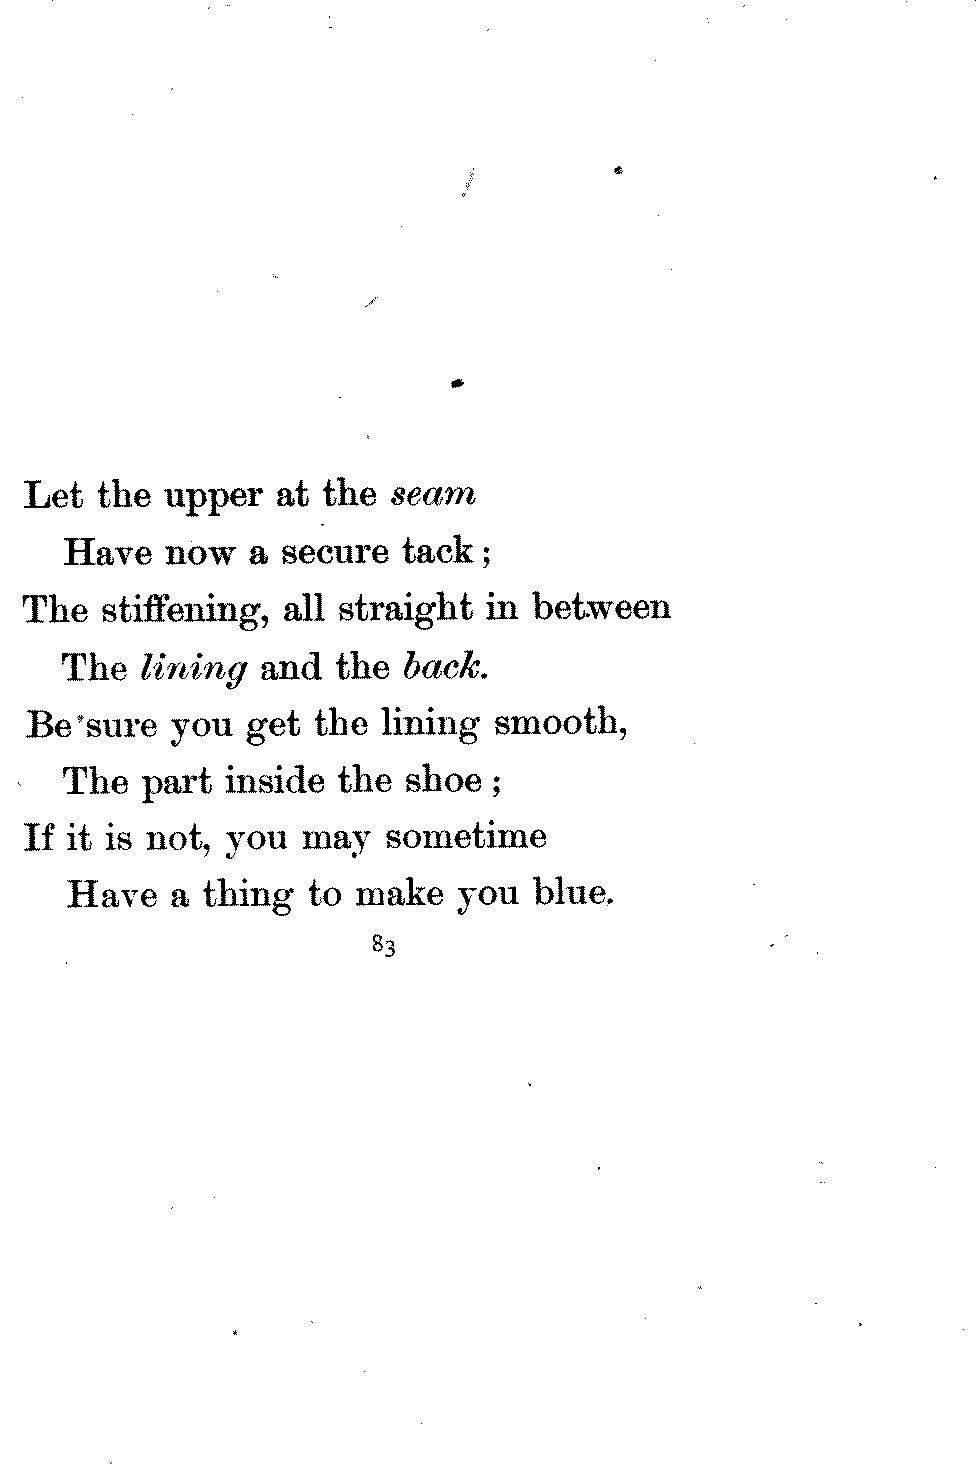 Let the upper at the seam
Have now a secure tack;
The stiffening, all straight in between
The lining and the back.
Be sure you get the lining smooth,
The part inside the shoe;
If it is not, you may sometime
Have a thing to make you blue.
83